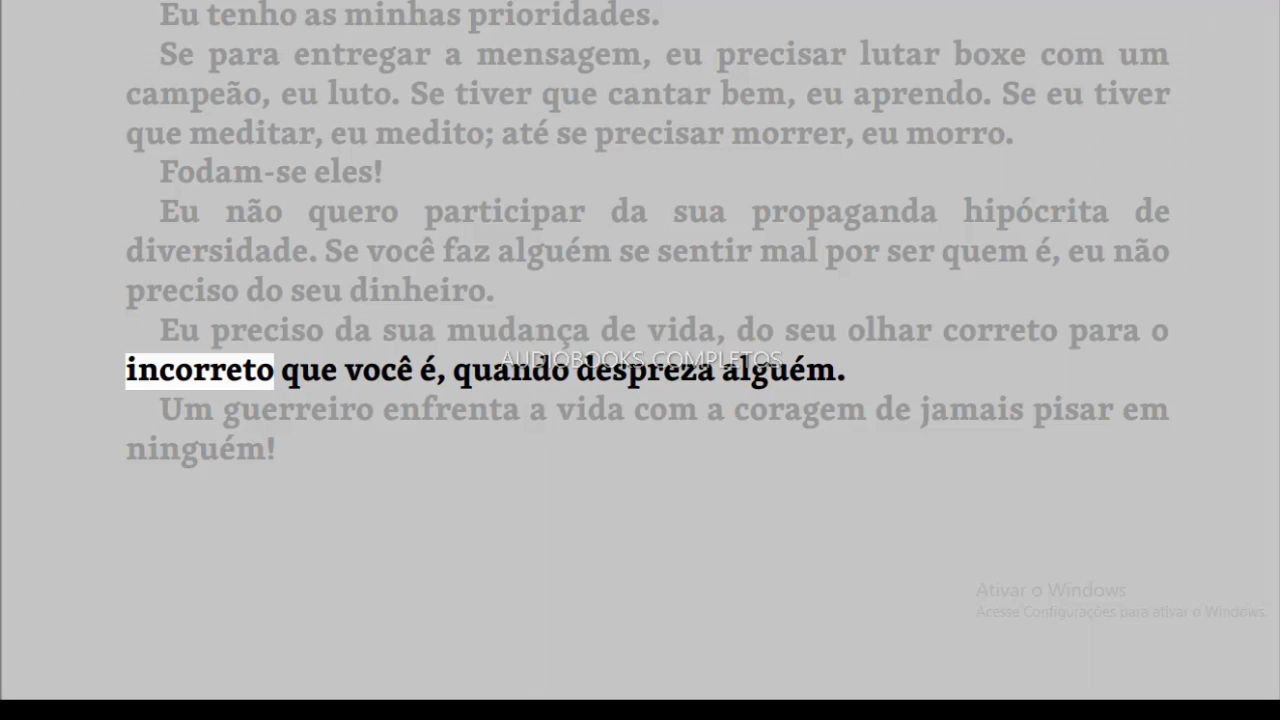 Eu tenho as minhas prioridades.
Se para entregar a mensagem, eu precisar lutar boxe com um
campeão, eu luto. Se tiver que cantar bem, eu aprendo. Se eu tiver
que meditar, eu medito; até se precisar morrer, eu morro.
Fodam-se eles!
Eu não quero participar da sua propaganda hipócrita de
diversidade. Se você faz alguém se sentir mal por ser quem é, eu não
preciso do seu dinheiro.
Eu preciso da sua mudança de vida, do seu olhar correto para o
AUDIOBOOKS COMPLETOS
incorreto que você é, quando despreza alguém.
Um guerreiro enfrenta a vida com a coragem de jamais pisar em
ninguém!
Ativar o Windows
Acesse Configurações para ativar o Windows.